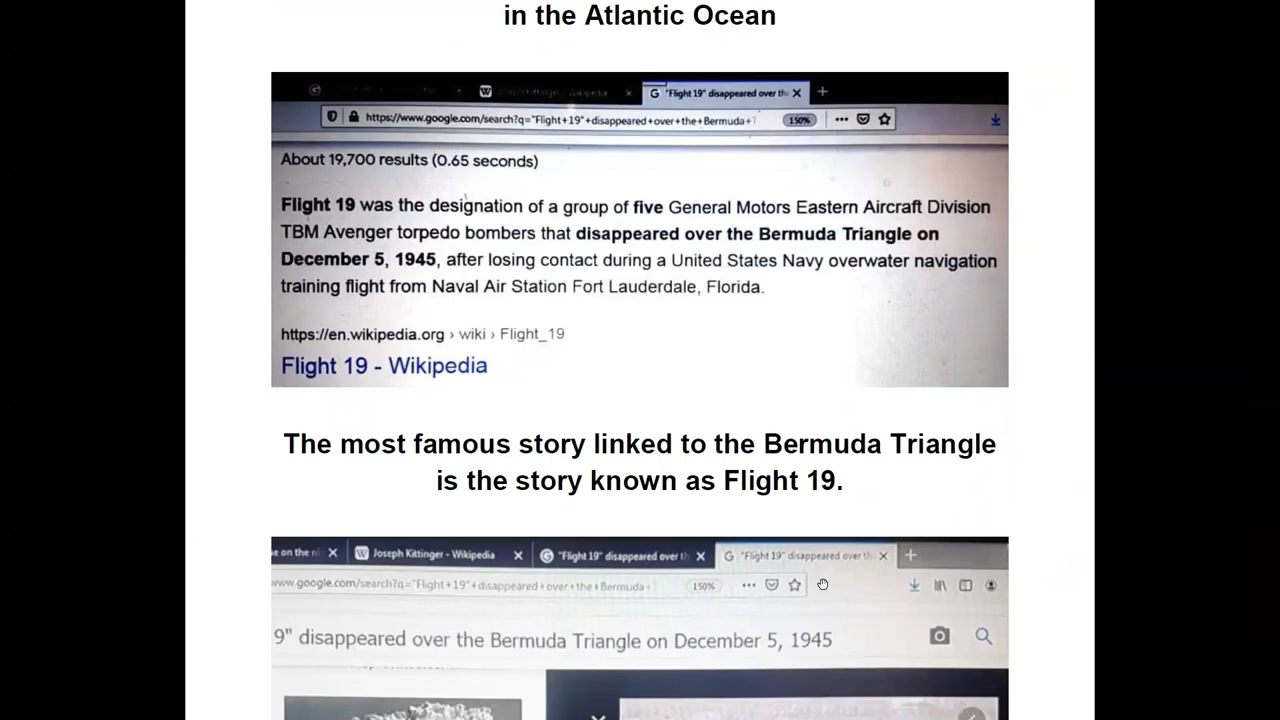 in the Atlantic Ocean
"Flight 19" disappeared over the
https://www.google.com/search?q="Flight+19"+disappeared+over+the+Bermuda+T
150%
About 19,700 results (0.65 seconds)
Flight 19 was the designation of a group of five General Motors Eastern Aircraft Division
TBM Avenger torpedo bombers that disappeared over the Bermuda Triangle on
December 5, 1945, after losing contact during a United States Navy overwater navigation
training flight from Naval Air Station Fort Lauderdale, Florida.
https://en.wikipedia.org › wiki › Flight_19
Flight 19 - Wikipedia
The most famous story linked to the Bermuda Triangle
is the story known as Flight 19.
e on the ni Joseph Kittinger - Wikipedia "Flight 19" disappeared over th "Flight 19" disappeared over th
www.google.com/search?q="Flight+19"+disappeared+over+the+Bermuda+ 150%
9" disappeared over the Bermuda Triangle on December 5, 1945